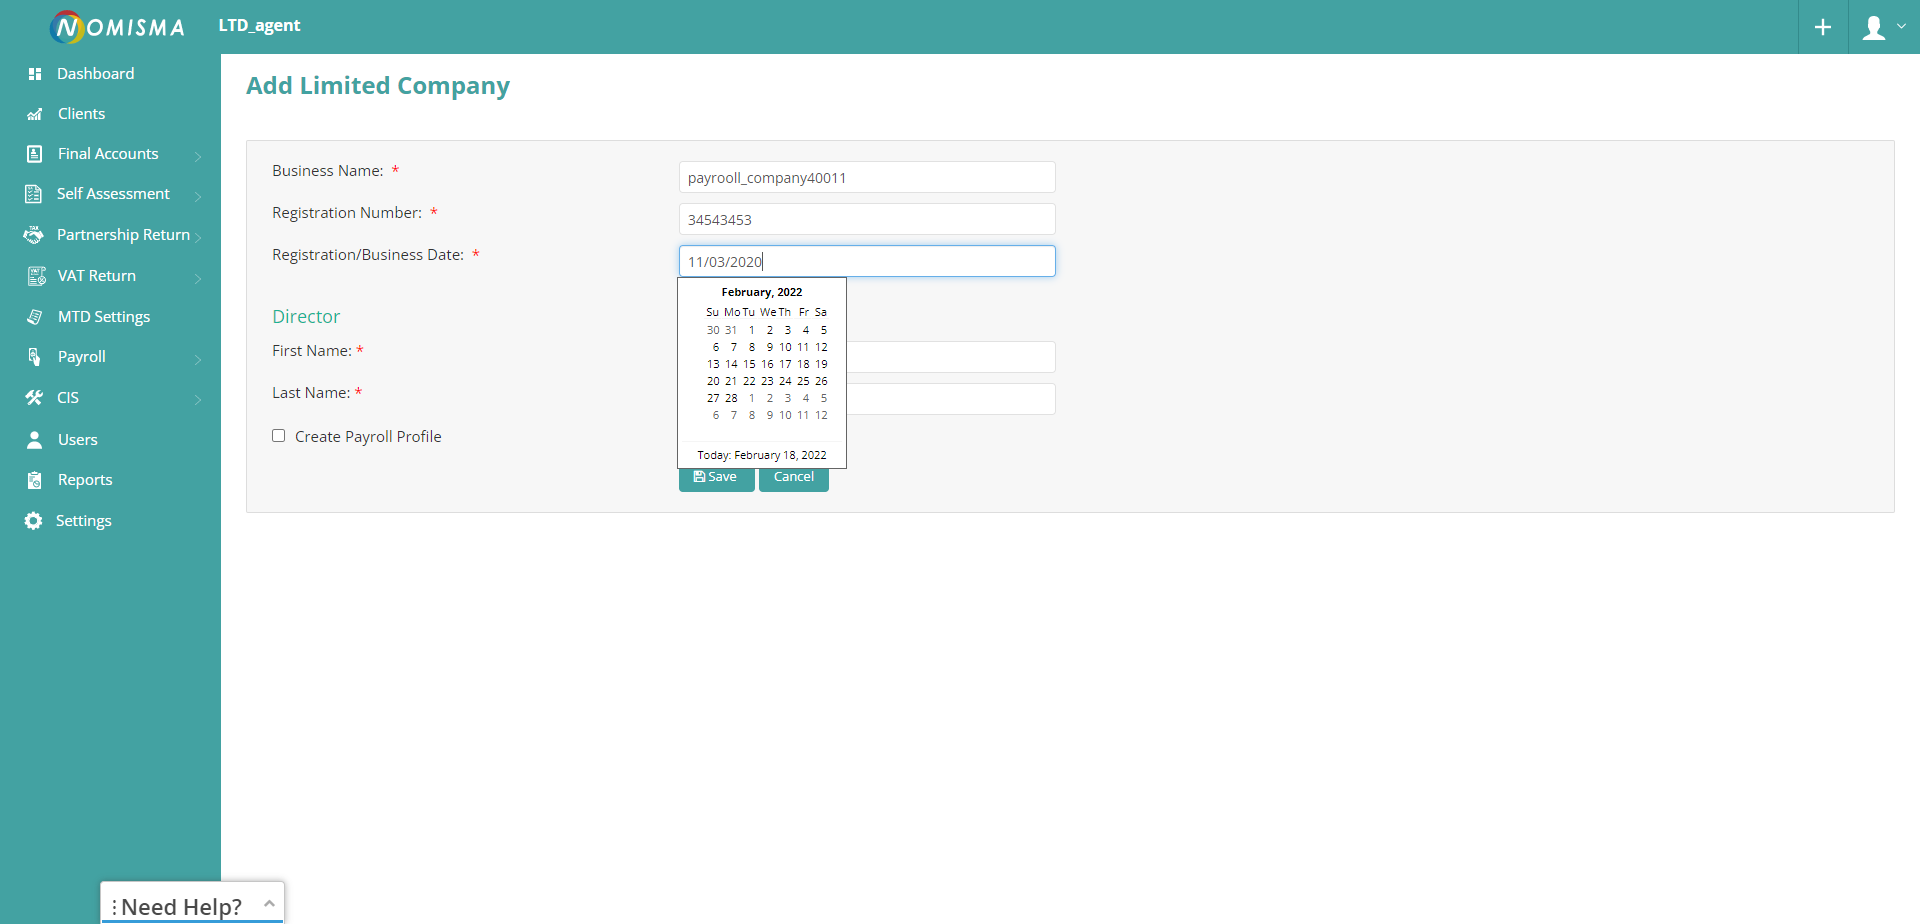 NOMISMA
LTD_agent
Dashboard
Clients
Final Accounts
Self Assessment
Partnership Return
VAT Return
MTD Settings
Payroll
CIS
Users
Reports
Settings
Add Limited Company
Business Name: *
payrooll_company40011
Registration Number: *
34543453
Registration/Business Date: *
11/03/2020
February, 2022
Su Mo Tu We Th Fr Sa
30 31 1 2 3 4 5
6 7 8 9 10 11 12
13 14 15 16 17 18 19
20 21 22 23 24 25 26
27 28 1 2 3 4 5
6 7 8 9 10 11 12
Today: February 18, 2022
Director
First Name: *
Last Name: *
Create Payroll Profile
Save
Cancel
Need Help?